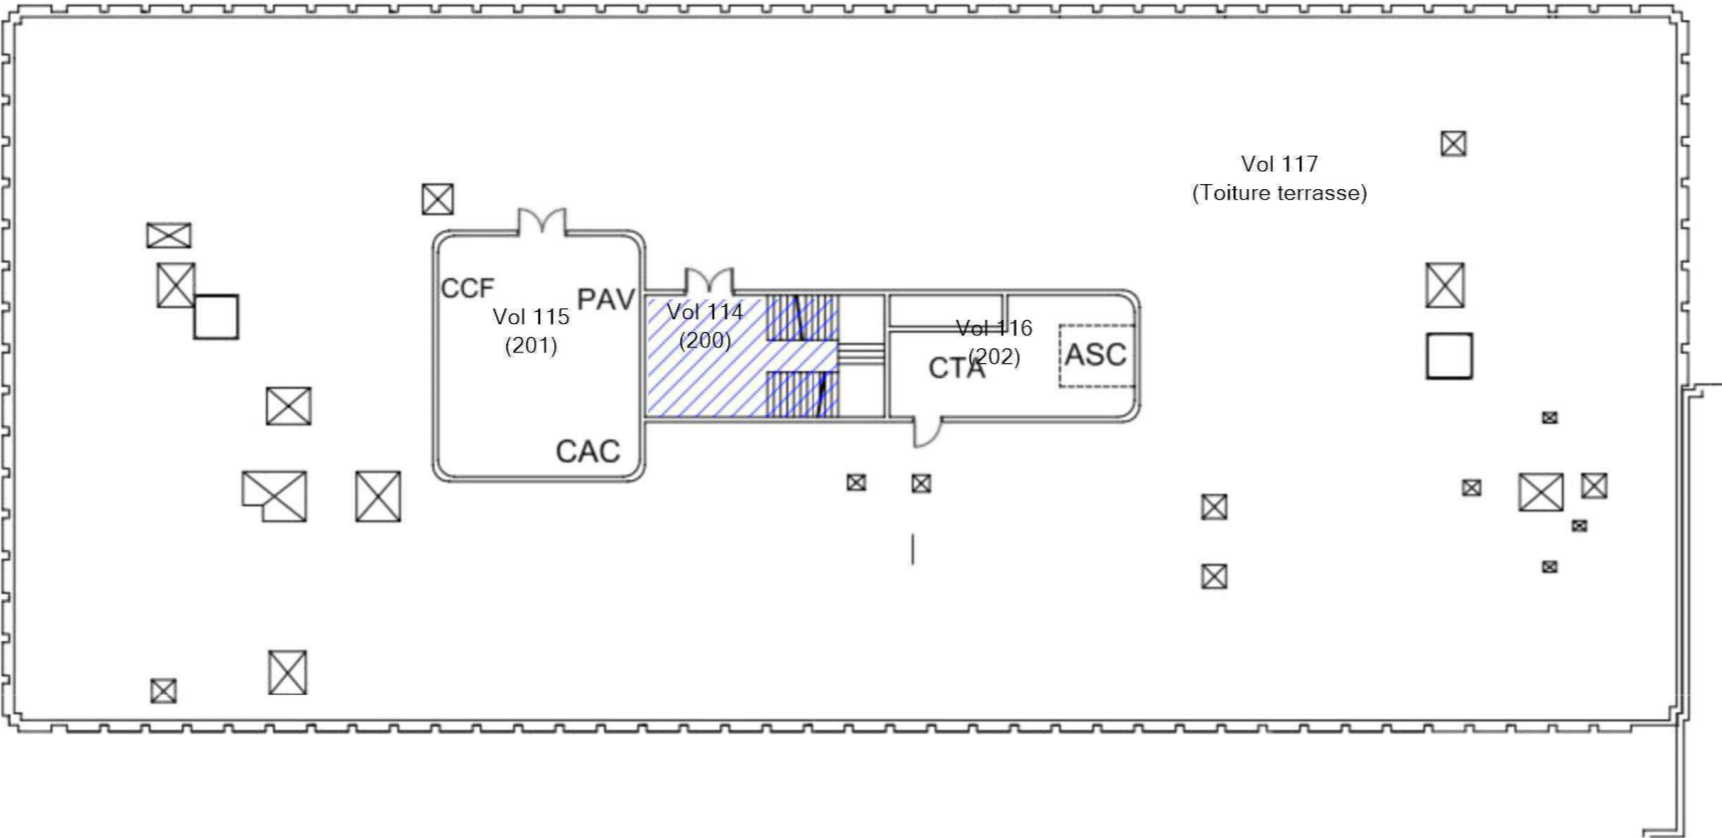 Vol 117
(Toiture terrasse)
CCF
PAV
Vol 115
(201)
CAC
Vol 114
(200)
Vol 116
(202)
CTA
ASC